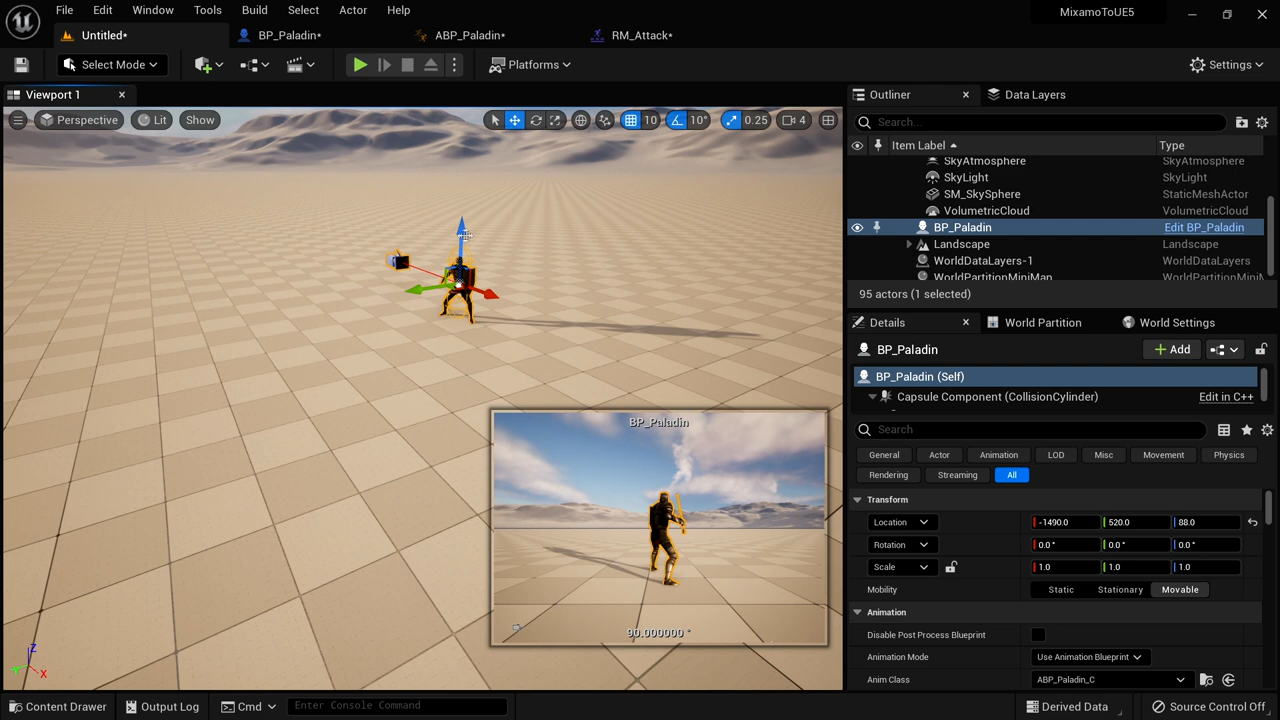 File Edit Window Tools Build Select Actor Help
MixamoToUE5
Untitled* BP_Paladin* ABP_Paladin* RM_Attack*
Select Mode Platforms Settings
Viewport 1
Perspective Lit Show 10 10° 0.25 4
Outliner Data Layers
Search...
Item Label Type
SkyAtmosphere SkyAtmosphere
SkyLight SkyLight
SM_SkySphere StaticMeshActor
VolumetricCloud VolumetricCloud
BP_Paladin Edit BP_Paladin
Landscape Landscape
WorldDataLayers-1 WorldDataLayers
WorldPartitionMiniMap WorldPartitionMini
95 actors (1 selected)
Details World Partition World Settings
BP_Paladin Add
BP_Paladin (Self)
Capsule Component (CollisionCylinder) Edit in C++
Search
General Actor Animation LOD Misc Movement Physics
Rendering Streaming All
Transform
Location -1490.0 520.0 88.0
Rotation 0.0 ° 0.0 ° 0.0 °
Scale 1.0 1.0 1.0
Mobility Static Stationary Movable
Animation
Disable Post Process Blueprint
Animation Mode Use Animation Blueprint
Anim Class ABP_Paladin_C
BP_Paladin
90.000000 °
Z
Y
X
Content Drawer Output Log Cmd Enter Console Command Derived Data Source Control Off